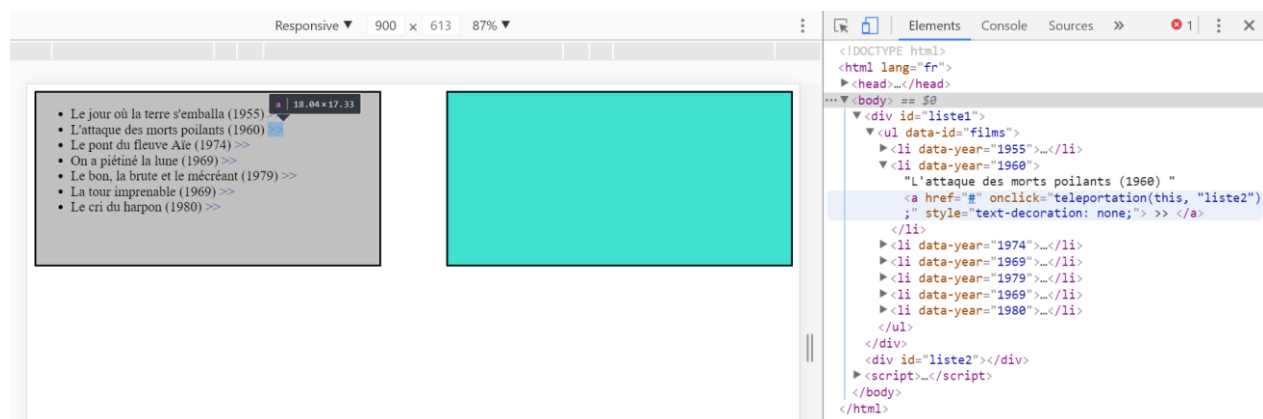 Responsive ▼ 900 × 613 87% ▼
Elements Console Sources » 1
a | 18.04×17.33
• Le jour où la terre s'emballa (1955) >>
• L'attaque des morts poilants (1960) >>
• Le pont du fleuve Aïe (1974) >>
• On a piétiné la lune (1969) >>
• Le bon, la brute et le mécréant (1979) >>
• La tour imprenable (1969) >>
• Le cri du harpon (1980) >>
<!DOCTYPE html>
<html lang="fr">
▶<head>…</head>
…▼<body> == $0
▼<div id="liste1">
▼<ul data-id="films">
▶<li data-year="1955">…</li>
▼<li data-year="1960">
"L'attaque des morts poilants (1960) "
<a href="#" onclick="teleportation(this, "liste2")
;" style="text-decoration: none;"> >> </a>
</li>
▶<li data-year="1974">…</li>
▶<li data-year="1969">…</li>
▶<li data-year="1979">…</li>
▶<li data-year="1969">…</li>
▶<li data-year="1980">…</li>
</ul>
</div>
<div id="liste2"></div>
▶<script>…</script>
</body>
</html>